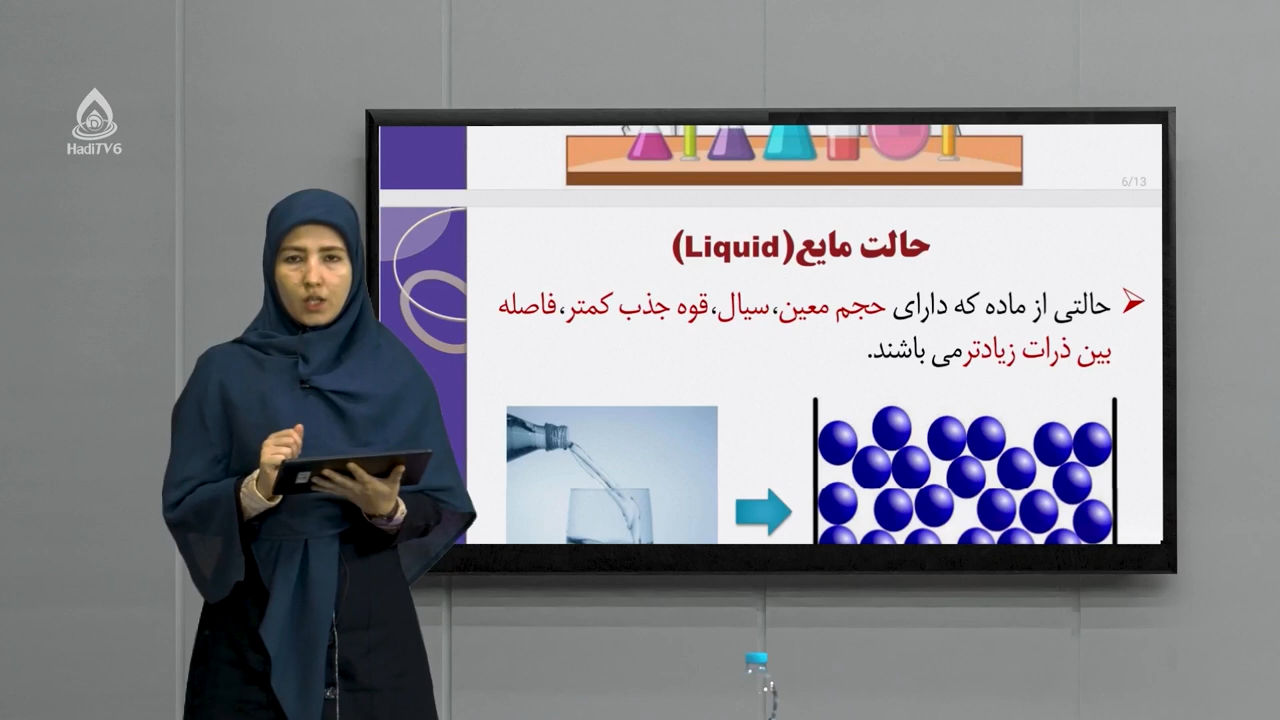 HadiTV6
6/13
حالت مایع(Liquid)
حالتی از ماده که دارای حجم معین،سیال،قوه جذب کمتر،فاصله
بین ذرات زیادترمی باشند.